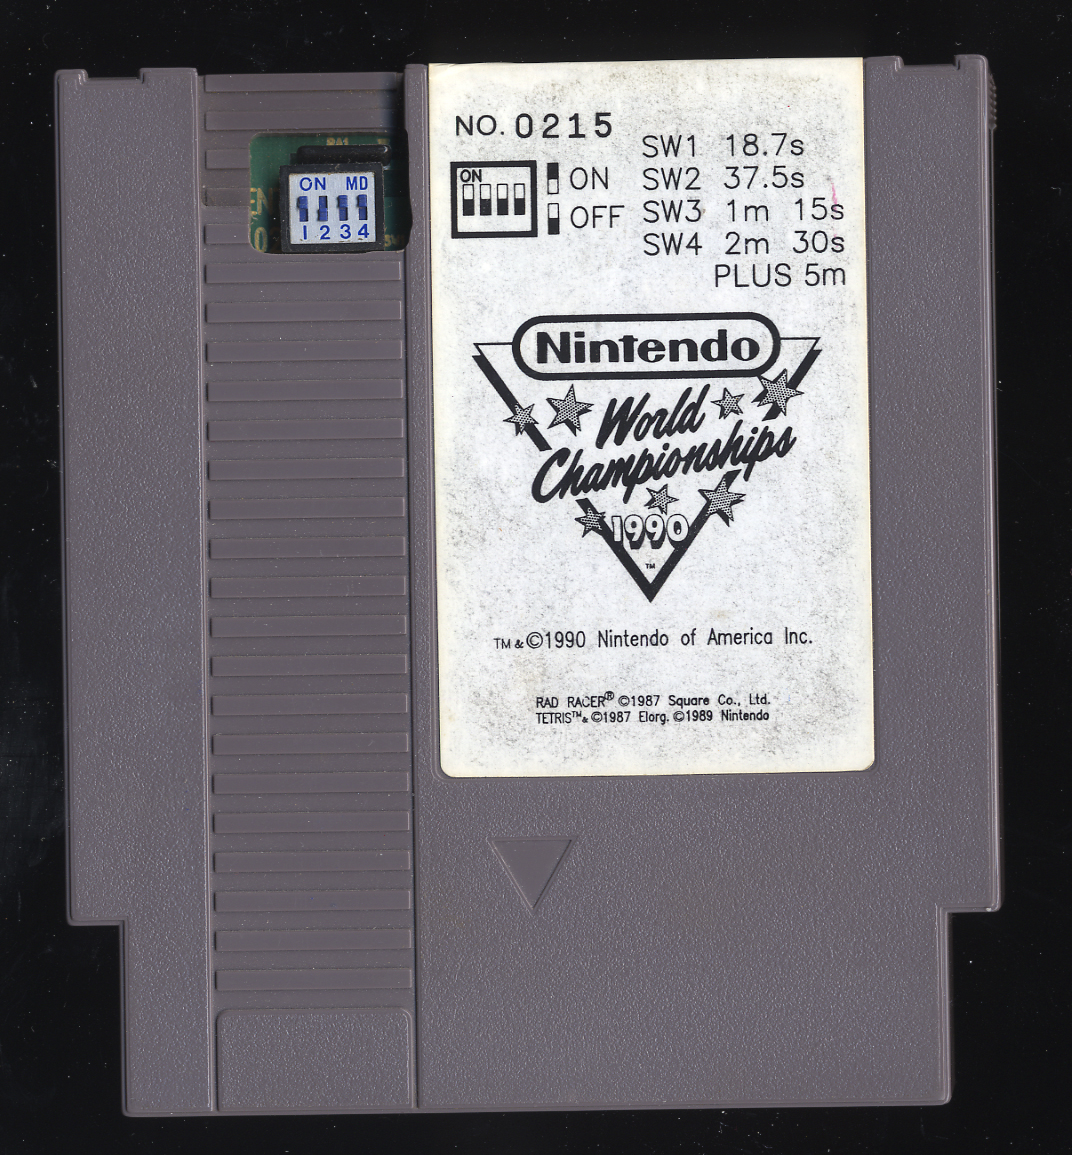 NO. 0215
ON
ON
OFF
SW1 18.7s
SW2 37.5s
SW3 1m 15s
SW4 2m 30s
PLUS 5m
ON MD
1 2 3 4
Nintendo
World
Championships
1990
TM
TM & ©1990 Nintendo of America Inc.
RAD RACER® ©1987 Square Co., Ltd.
TETRIS™ & ©1987 Elorg. ©1989 Nintendo